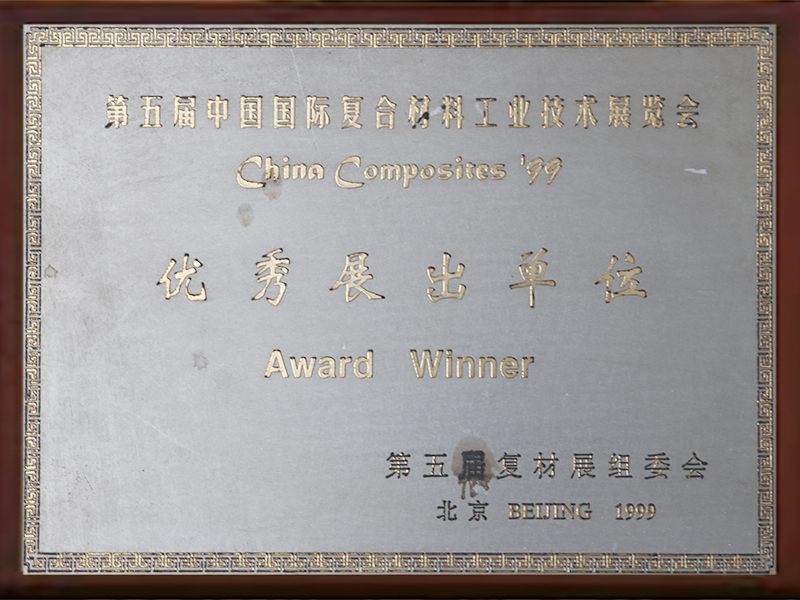 第五届中国国际复合材料工业技术展览会
China Composites '99
优秀展出单位
Award Winner
第五届复材展组委会
北京 BEIJING 1999